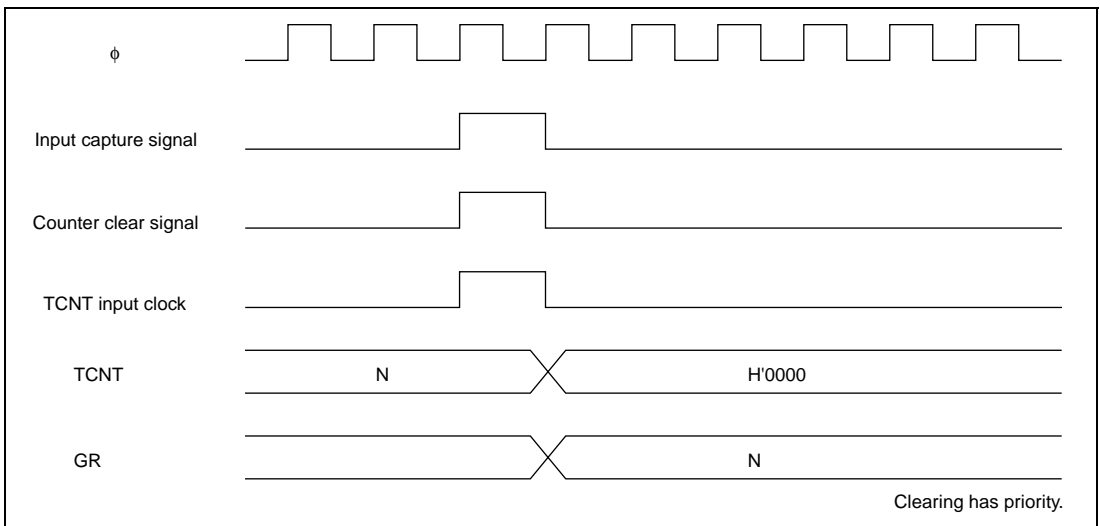 ϕ
Input capture signal
Counter clear signal
TCNT input clock
TCNT N H'0000
GR N
Clearing has priority.